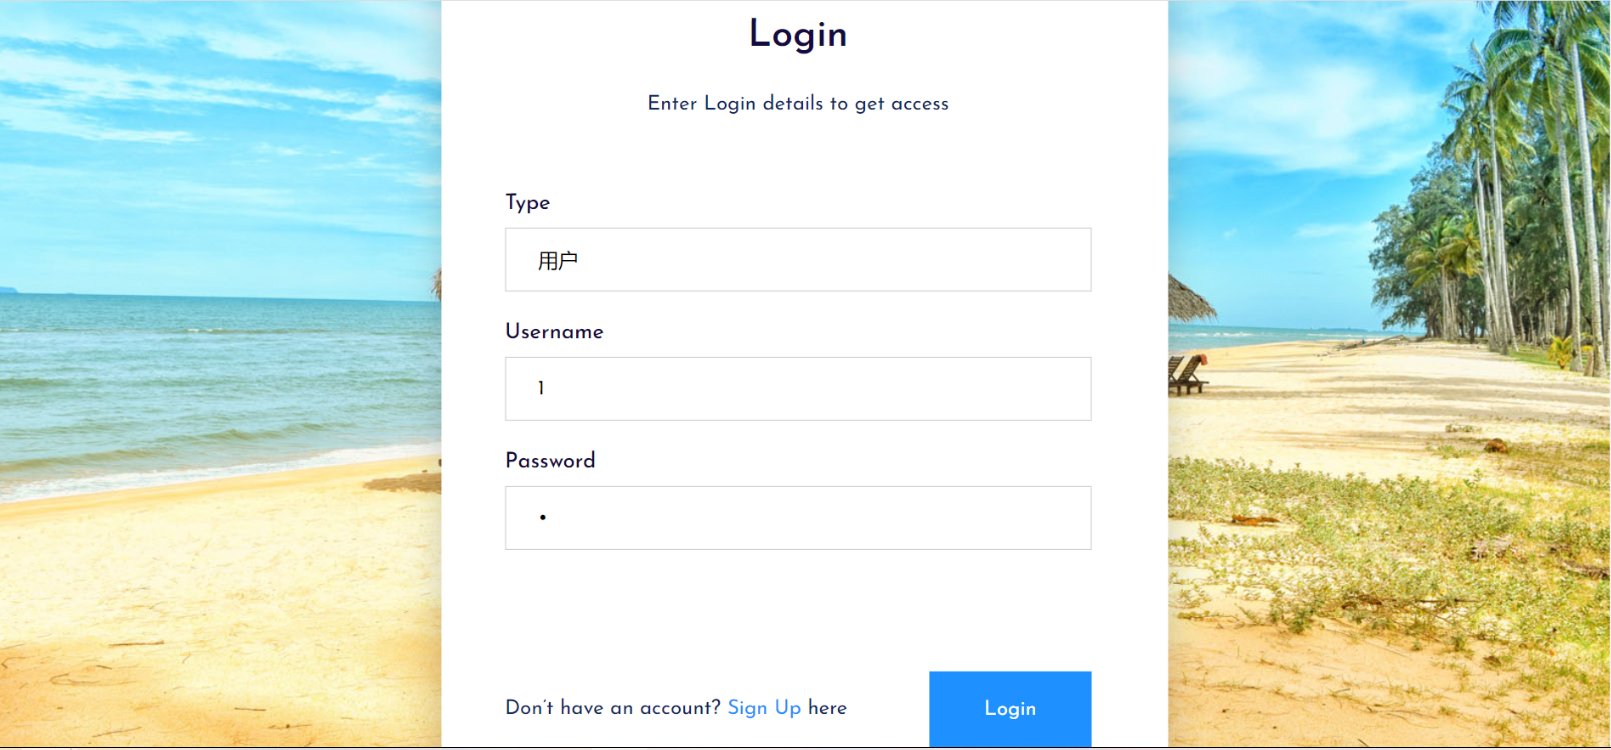 Login
Enter Login details to get access
Type
用户
Username
1
Password
•
Don't have an account? Sign Up here
Login